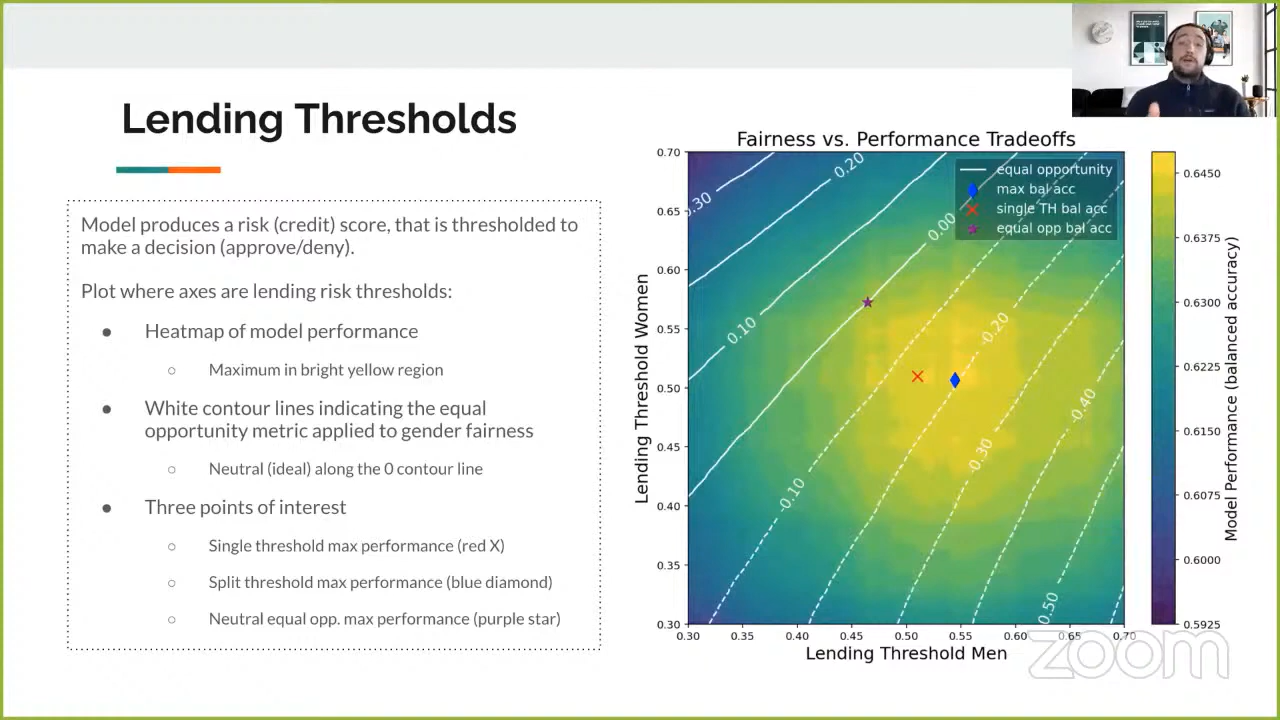 Lending Thresholds
Model produces a risk (credit) score, that is thresholded to
make a decision (approve/deny).
Plot where axes are lending risk thresholds:
● Heatmap of model performance
○ Maximum in bright yellow region
● White contour lines indicating the equal
opportunity metric applied to gender fairness
○ Neutral (ideal) along the 0 contour line
● Three points of interest
○ Single threshold max performance (red X)
○ Split threshold max performance (blue diamond)
○ Neutral equal opp. max performance (purple star)
Fairness vs. Performance Tradeoffs
equal opportunity
max bal acc
single TH bal acc
equal opp bal acc
0.30
0.20
0.10
0.00
-0.10
-0.20
-0.30
-0.40
0.50
Lending Threshold Women
0.70
0.65
0.60
0.55
0.50
0.45
0.40
0.35
0.30
0.30 0.35 0.40 0.45 0.50 0.55 0.60 0.65 0.70
Lending Threshold Men
0.6450
0.6375
0.6300
0.6225
0.6150
0.6075
0.6000
0.5925
Model Performance (balanced accuracy)
zoom